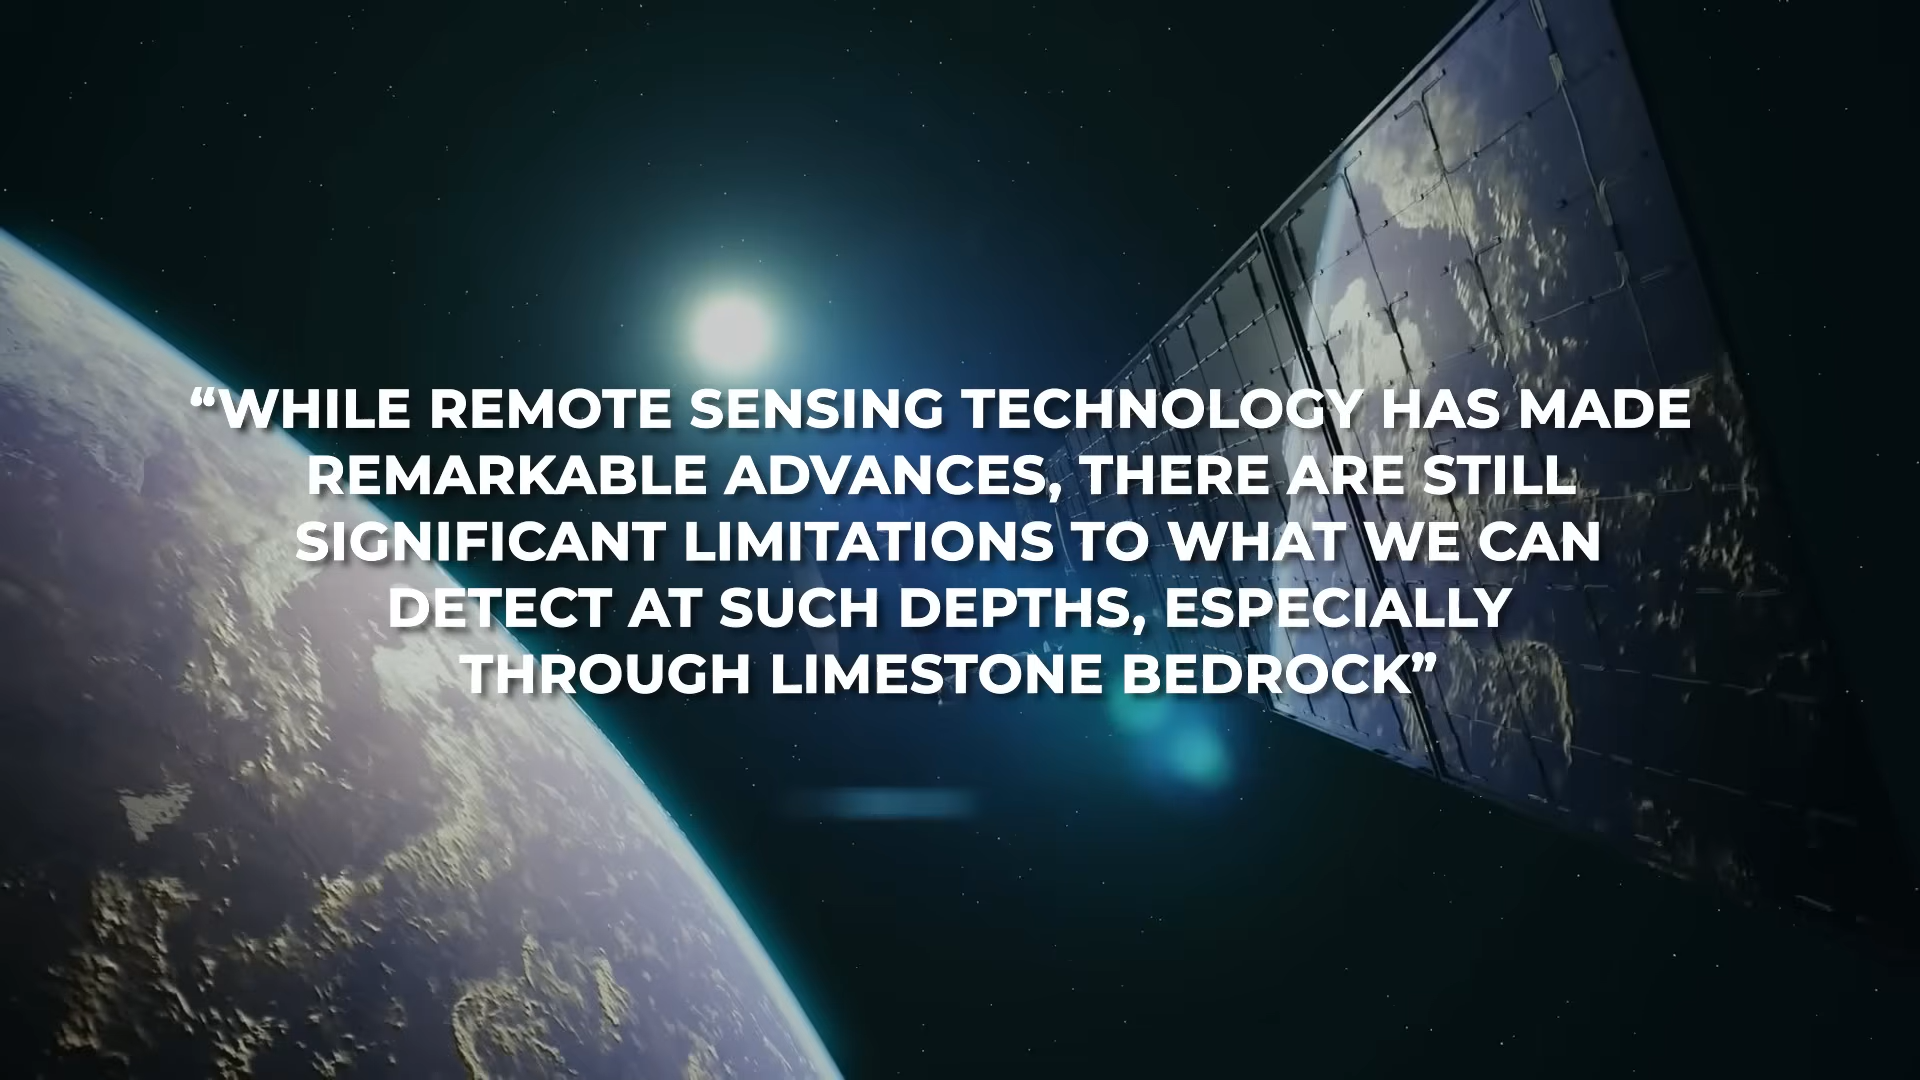 “WHILE REMOTE SENSING TECHNOLOGY HAS MADE
REMARKABLE ADVANCES, THERE ARE STILL
SIGNIFICANT LIMITATIONS TO WHAT WE CAN
DETECT AT SUCH DEPTHS, ESPECIALLY
THROUGH LIMESTONE BEDROCK”